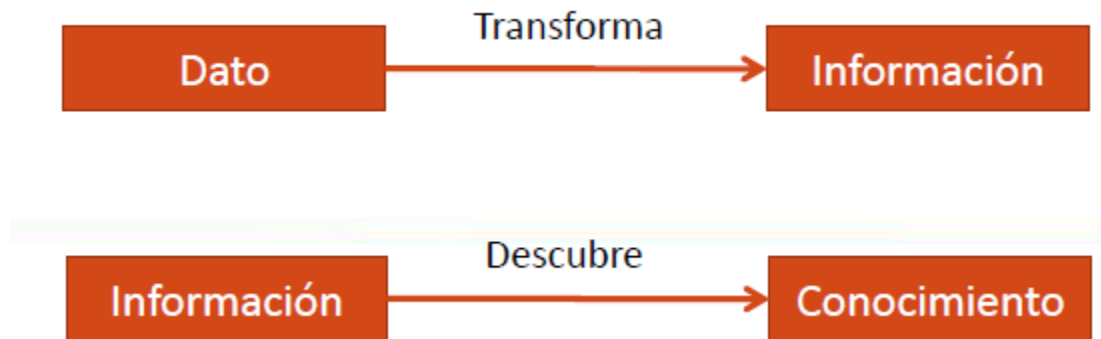 Transforma
Dato
Información
Descubre
Información
Conocimiento